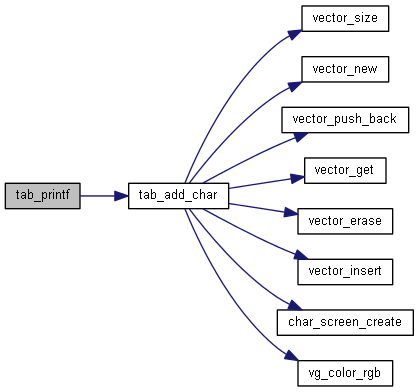 tab_printf
tab_add_char
vector_size
vector_new
vector_push_back
vector_get
vector_erase
vector_insert
char_screen_create
vg_color_rgb